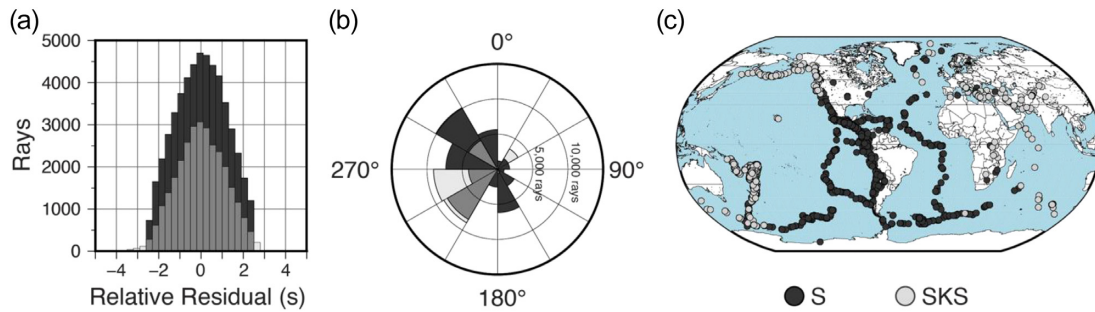 (a)
5000
4000
3000
2000
1000
0
Rays
−4 −2 0 2 4
Relative Residual (s)
(b)
0°
270°
90°
180°
5,000 rays
10,000 rays
(c)
S
SKS